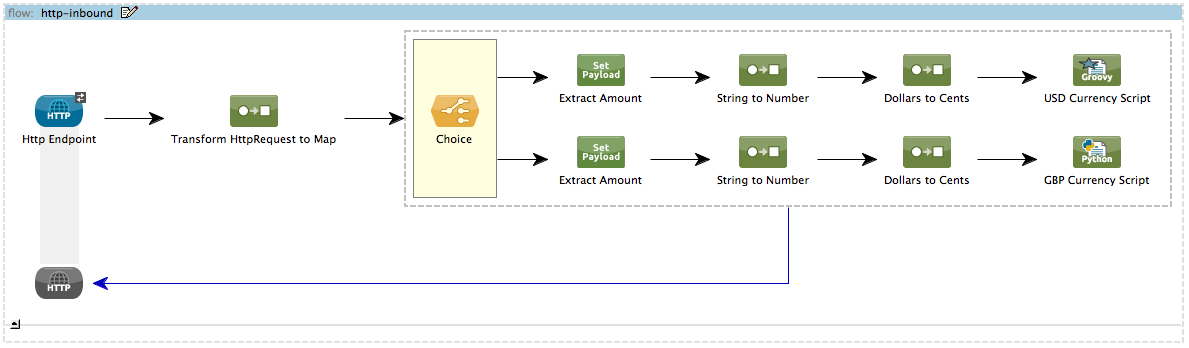 flow: http-inbound
HTTP
Http Endpoint
Transform HttpRequest to Map
Choice
Set
Payload
Extract Amount
String to Number
Dollars to Cents
Groovy
USD Currency Script
Set
Payload
Extract Amount
String to Number
Dollars to Cents
Python
GBP Currency Script
HTTP